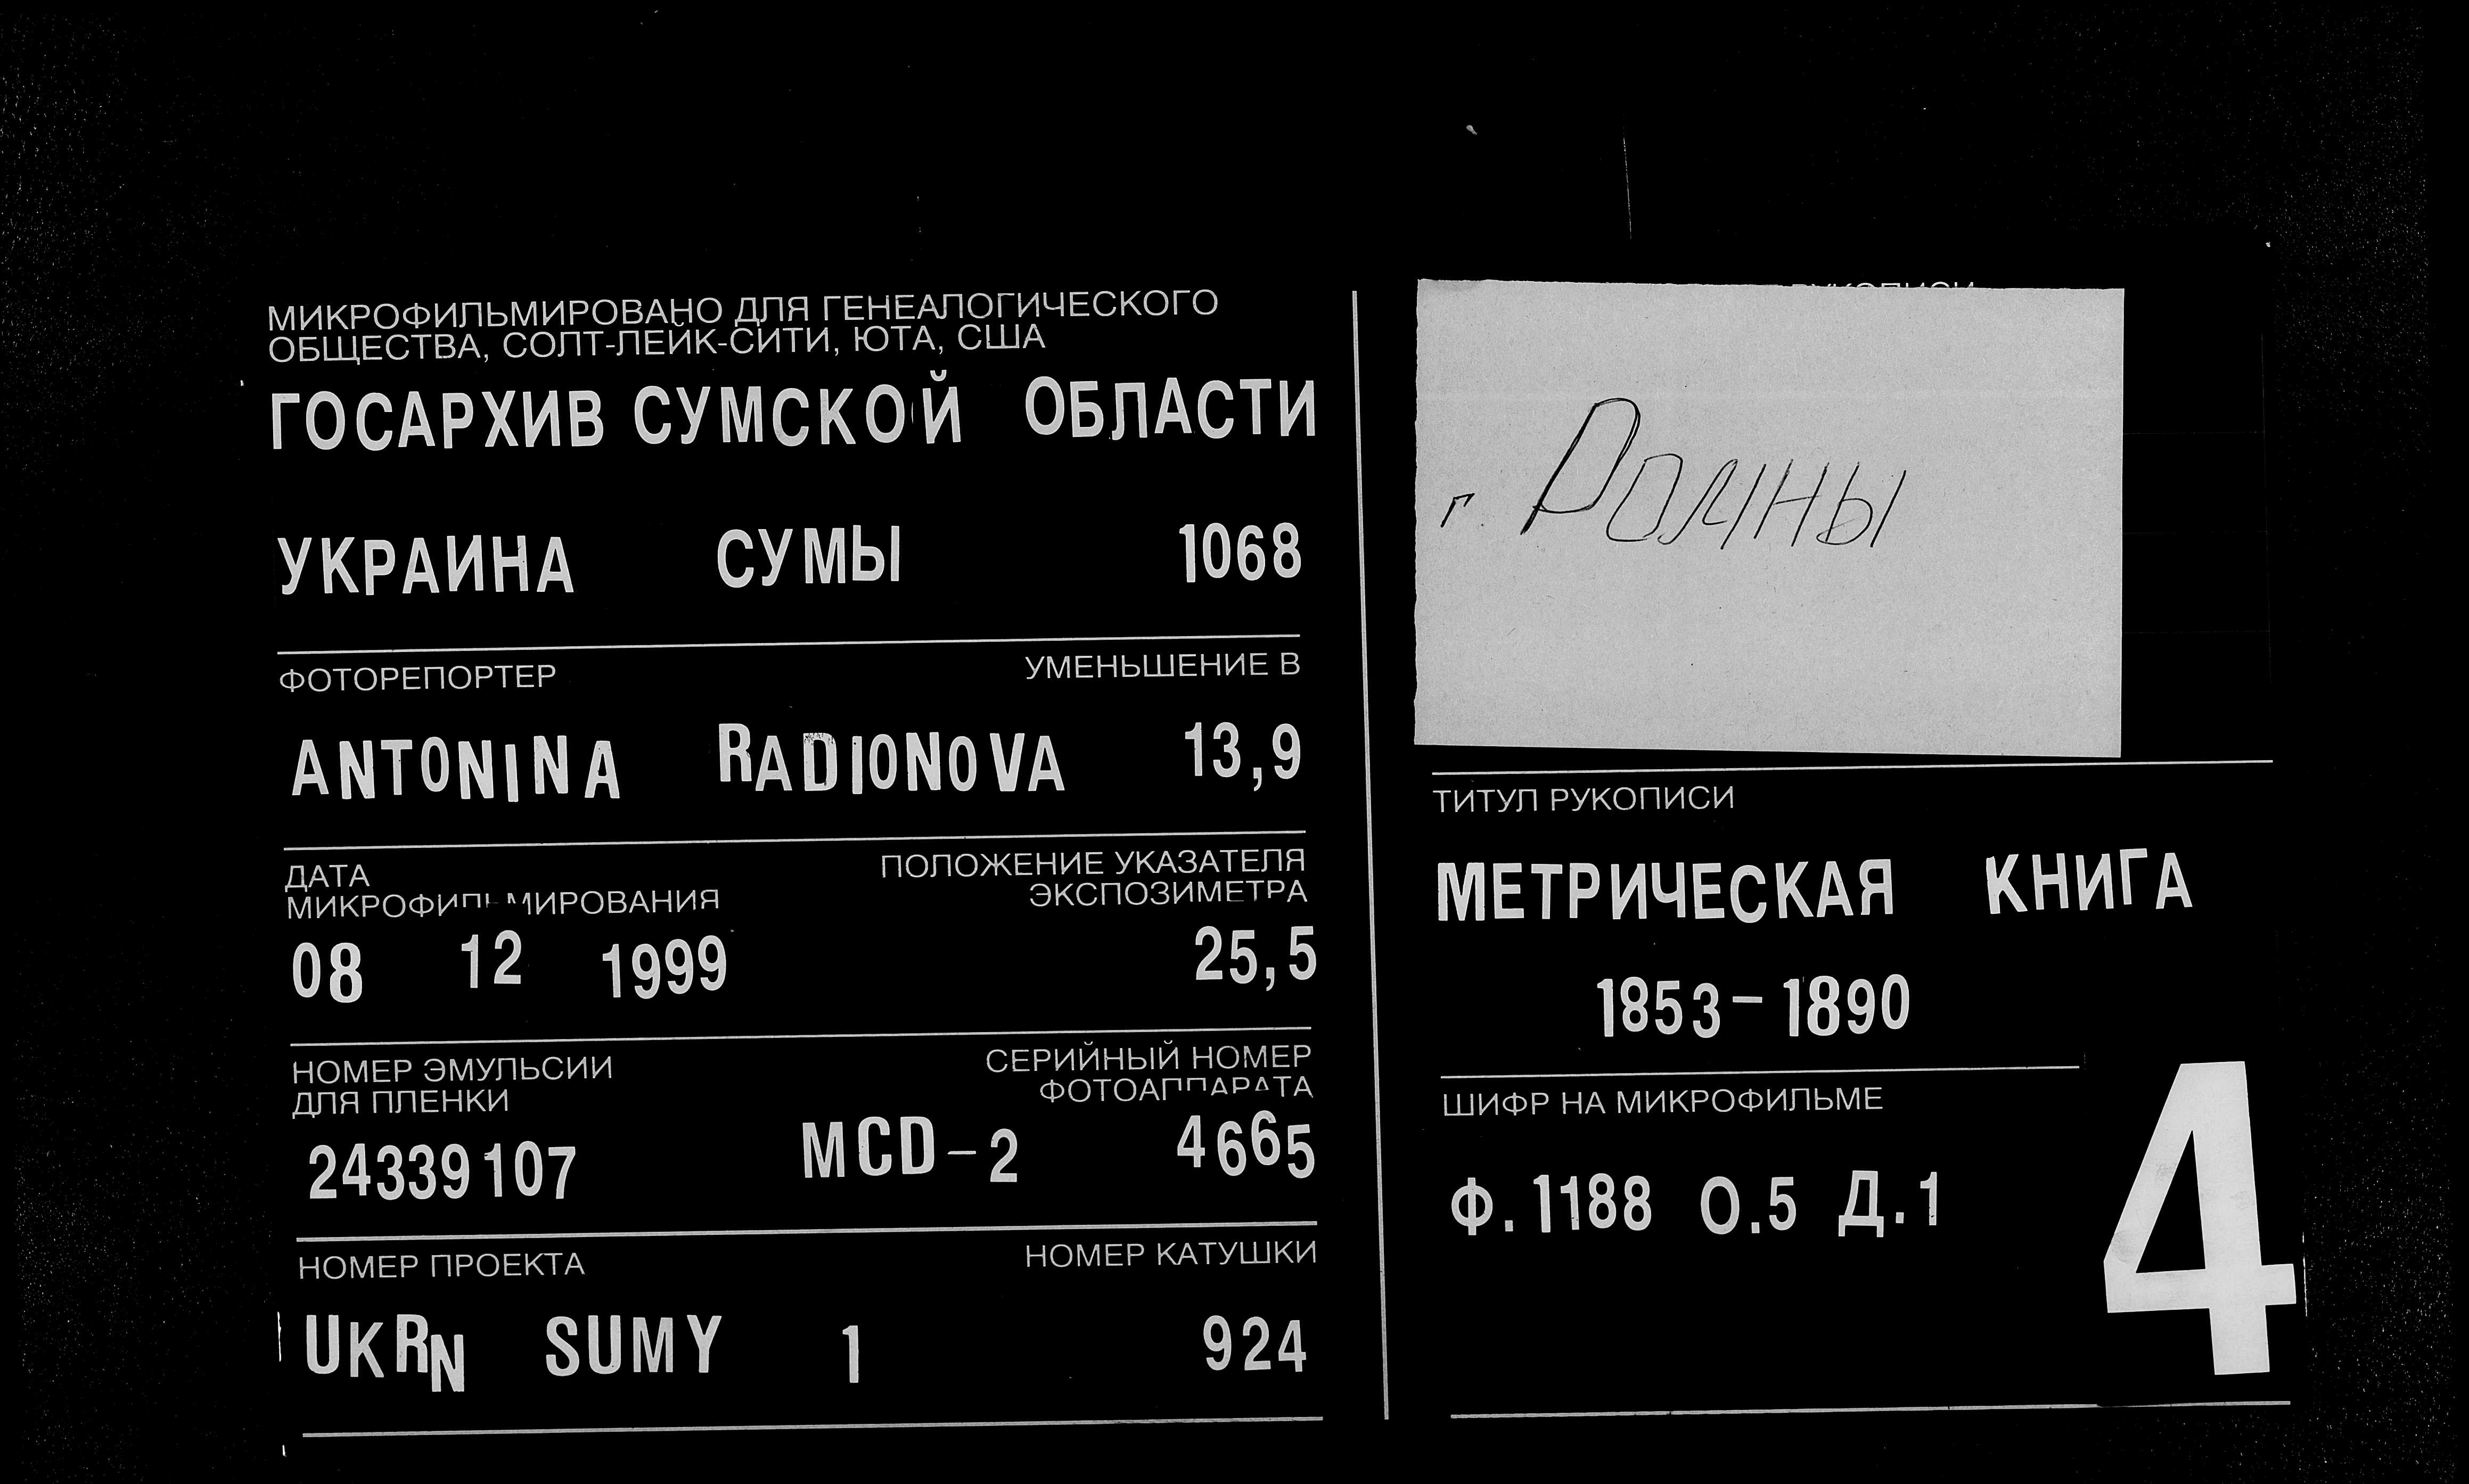 МИКРОФИЛЬМИРОВАНО ДЛЯ ГЕНЕАЛОГИЧЕСКОГО
ОБЩЕСТВА, СОЛТ-ЛЕЙК-СИТИ, ЮТА, США
ГОСАРХИВ СУМСКОЙ ОБЛАСТИ
УКРАИНА СУМЫ 1068
ФОТОРЕПОРТЕР УМЕНЬШЕНИЕ В
ANTONINA RADIONOVA 13,9
ДАТА
МИКРОФИЛЬМИРОВАНИЯ
ПОЛОЖЕНИЕ УКАЗАТЕЛЯ
ЭКСПОЗИМЕТРА
08 12 1999 25,5
НОМЕР ЭМУЛЬСИИ
ДЛЯ ПЛЕНКИ
СЕРИЙНЫЙ НОМЕР
ФОТОАППАРАТА
24339107 MCD-2 4665
НОМЕР ПРОЕКТА НОМЕР КАТУШКИ
UKRN SUMY 1 924
РУКОПИСИ
г. Ромны
ТИТУЛ РУКОПИСИ
МЕТРИЧЕСКАЯ КНИГА
1853-1890
ШИФР НА МИКРОФИЛЬМЕ
Ф.1188 О.5 Д.1
4